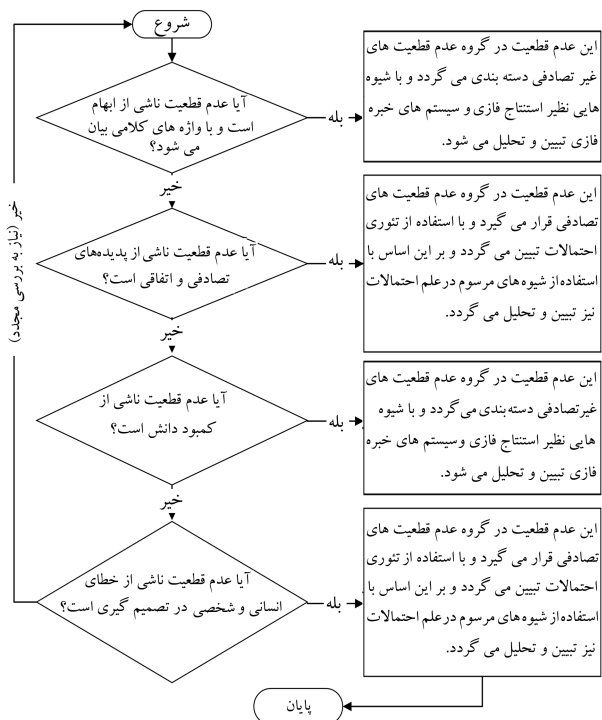 شروع
آیا عدم قطعیت ناشی از ابهام
است و با واژه های کلامی بیان
می شود؟
بله
این عدم قطعیت در گروه عدم قطعیت های
غیر تصادفی دسته بندی می گردد و با شیوه
هایی نظیر استنتاج فازی و سیستم های خبره
فازی تبیین و تحلیل می شود.
خیر
آیا عدم قطعیت ناشی از پدیده‌های
تصادفی و اتفاقی است؟
بله
این عدم قطعیت در گروه عدم قطعیت های
تصادفی قرار می گیرد و با استفاده از تئوری
احتمالات تبیین می گردد و بر این اساس با
استفاده از شیوه های مرسوم در علم احتمالات
نیز تبیین و تحلیل می گردد.
خیر
آیا عدم قطعیت ناشی از
کمبود دانش است؟
بله
این عدم قطعیت در گروه عدم قطعیت های
غیرتصادفی دسته بندی می گردد و با شیوه
هایی نظیر استنتاج فازی وسیستم های خبره
فازی تبیین و تحلیل می شود.
خیر
آیا عدم قطعیت ناشی از خطای
انسانی و شخصی در تصمیم گیری است؟
بله
این عدم قطعیت در گروه عدم قطعیت های
تصادفی قرار می گیرد و با استفاده از تئوری
احتمالات تبیین می گردد و بر این اساس با
استفاده از شیوه های مرسوم در علم احتمالات
نیز تبیین و تحلیل می گردد.
خیر (نیاز به بررسی مجدد)
پایان